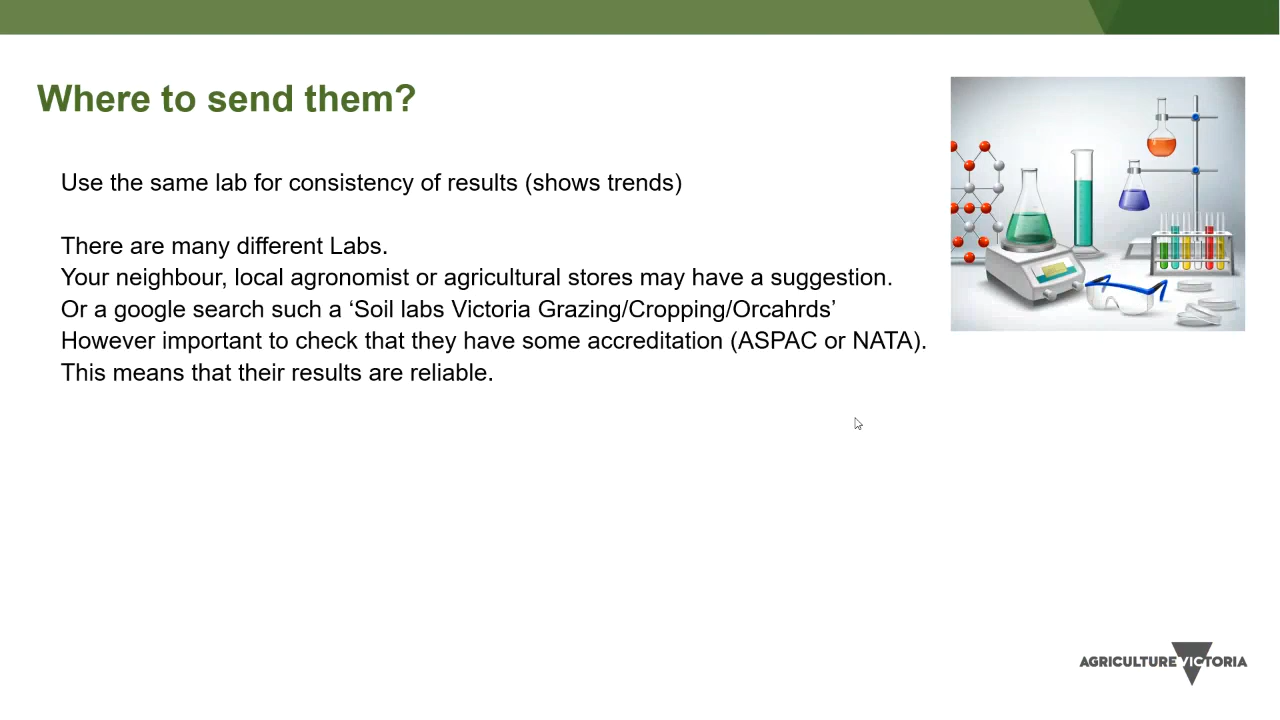 Where to send them?
Use the same lab for consistency of results (shows trends)
There are many different Labs.
Your neighbour, local agronomist or agricultural stores may have a suggestion.
Or a google search such a ‘Soil labs Victoria Grazing/Cropping/Orcahrds’
However important to check that they have some accreditation (ASPAC or NATA).
This means that their results are reliable.
AGRICULTURE VICTORIA